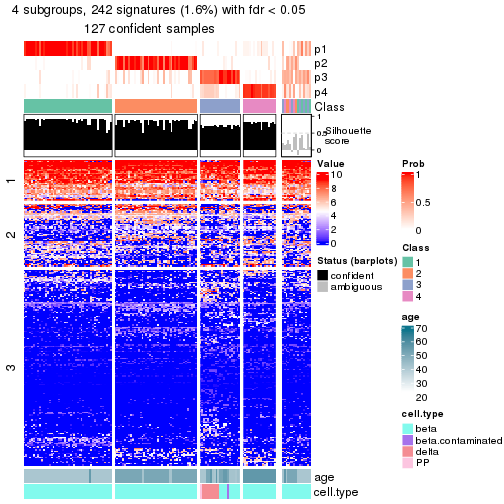 4 subgroups, 242 signatures (1.6%) with fdr < 0.05
127 confident samples
p1
p2
p3
p4
Class
1
0.5
0
Silhouette
score
1
2
3
age
cell.type
Value
10
8
6
4
2
0
Status (barplots)
confident
ambiguous
Prob
1
0.5
0
Class
1
2
3
4
age
70
60
50
40
30
20
cell.type
beta
beta.contaminated
delta
PP